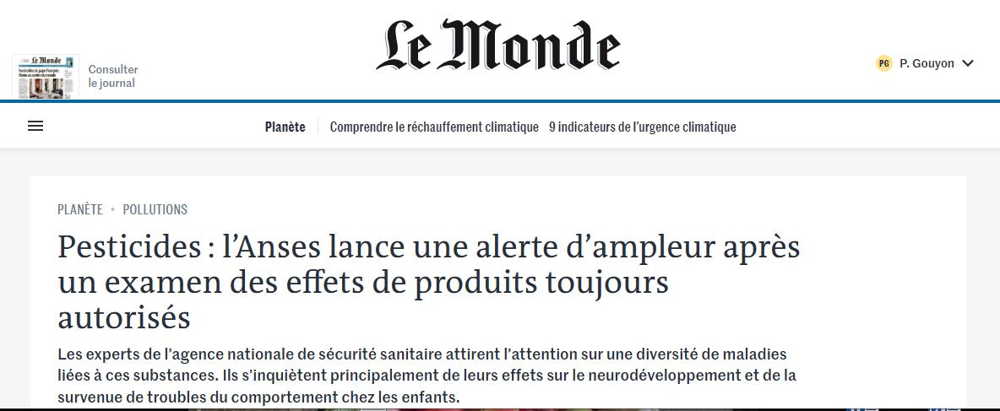 Le Monde
Le Monde
Consulter
le journal
PG P. Gouyon
Planète Comprendre le réchauffement climatique 9 indicateurs de l’urgence climatique
PLANÈTE • POLLUTIONS
Pesticides : l’Anses lance une alerte d’ampleur après
un examen des effets de produits toujours
autorisés
Les experts de l’agence nationale de sécurité sanitaire attirent l’attention sur une diversité de maladies
liées à ces substances. Ils s’inquiètent principalement de leurs effets sur le neurodéveloppement et de la
survenue de troubles du comportement chez les enfants.